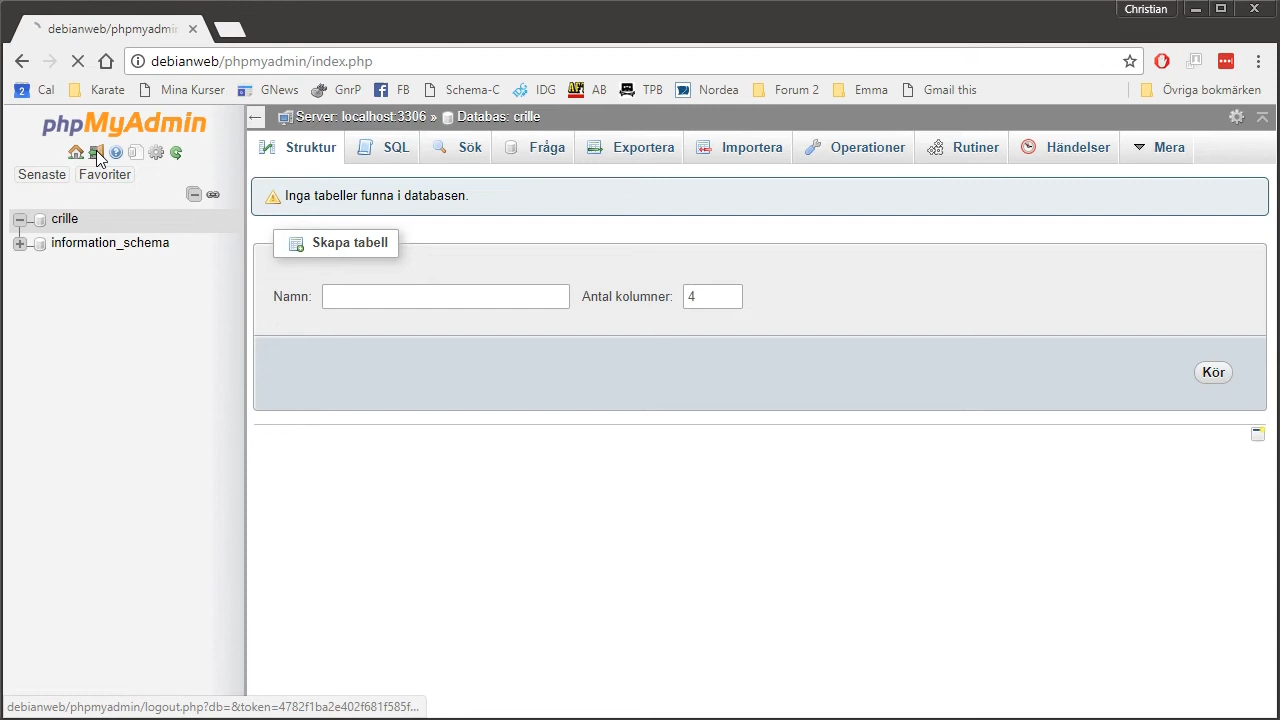 Christian
debianweb/phpmyadmin
debianweb/phpmyadmin/index.php
2 Cal Karate Mina Kurser GNews GnrP FB Schema-C IDG AB TPB Nordea Forum 2 Emma Gmail this Övriga bokmärken
phpMyAdmin
Senaste Favoriter
crille
information_schema
Server: localhost:3306 » Databas: crille
Struktur SQL Sök Fråga Exportera Importera Operationer Rutiner Händelser Mera
Inga tabeller funna i databasen.
Skapa tabell
Namn: Antal kolumner: 4
Kör
debianweb/phpmyadmin/logout.php?db=&token=4782f1ba2e402f681f585f...